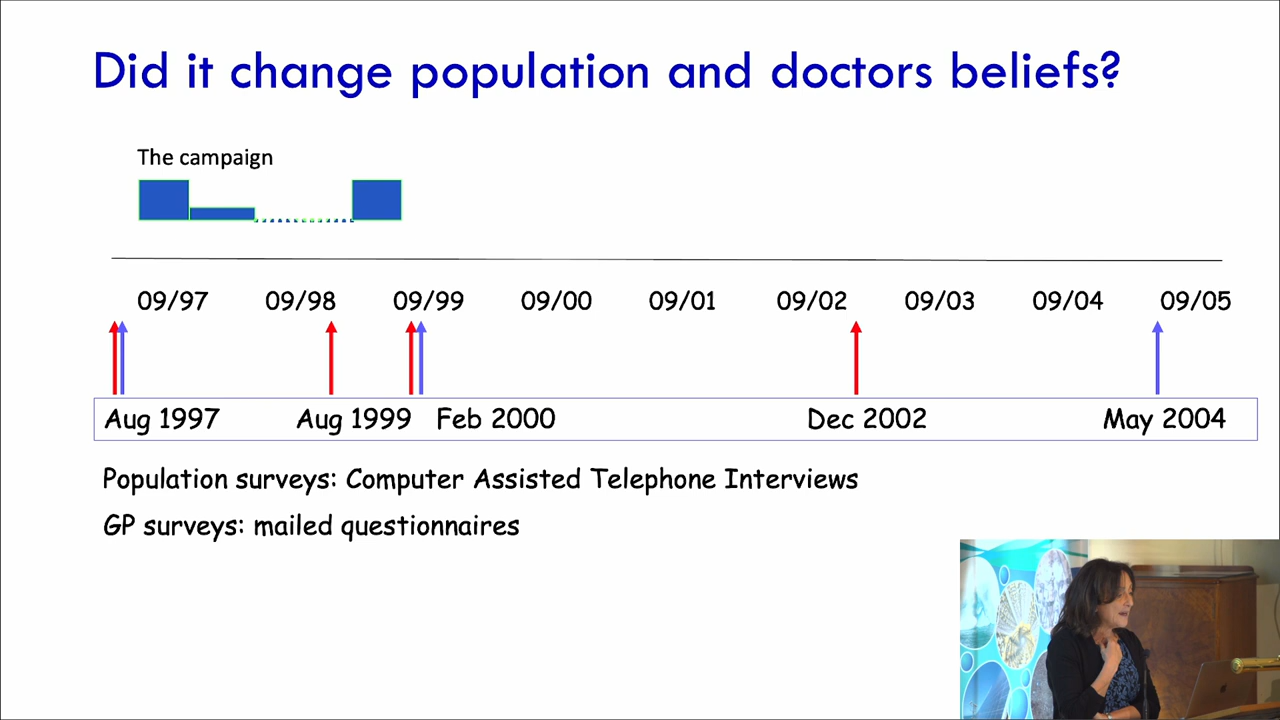 Did it change population and doctors beliefs?
The campaign
09/97 09/98 09/99 09/00 09/01 09/02 09/03 09/04 09/05
Aug 1997 Aug 1999 Feb 2000 Dec 2002 May 2004
Population surveys: Computer Assisted Telephone Interviews
GP surveys: mailed questionnaires